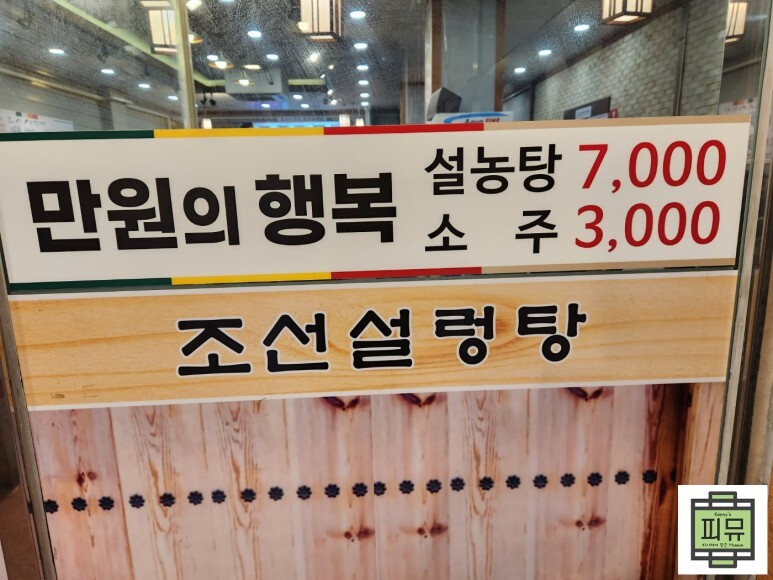 만원의 행복
설농탕 7,000
소 주 3,000
조선설렁탕
Kenny's
피뮤